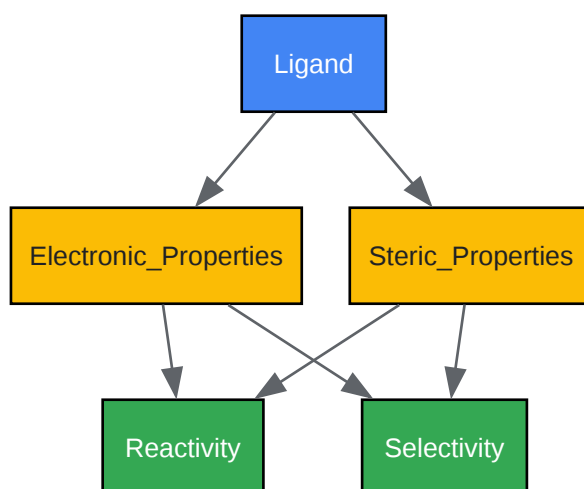 Ligand
Electronic_Properties
Steric_Properties
Reactivity
Selectivity